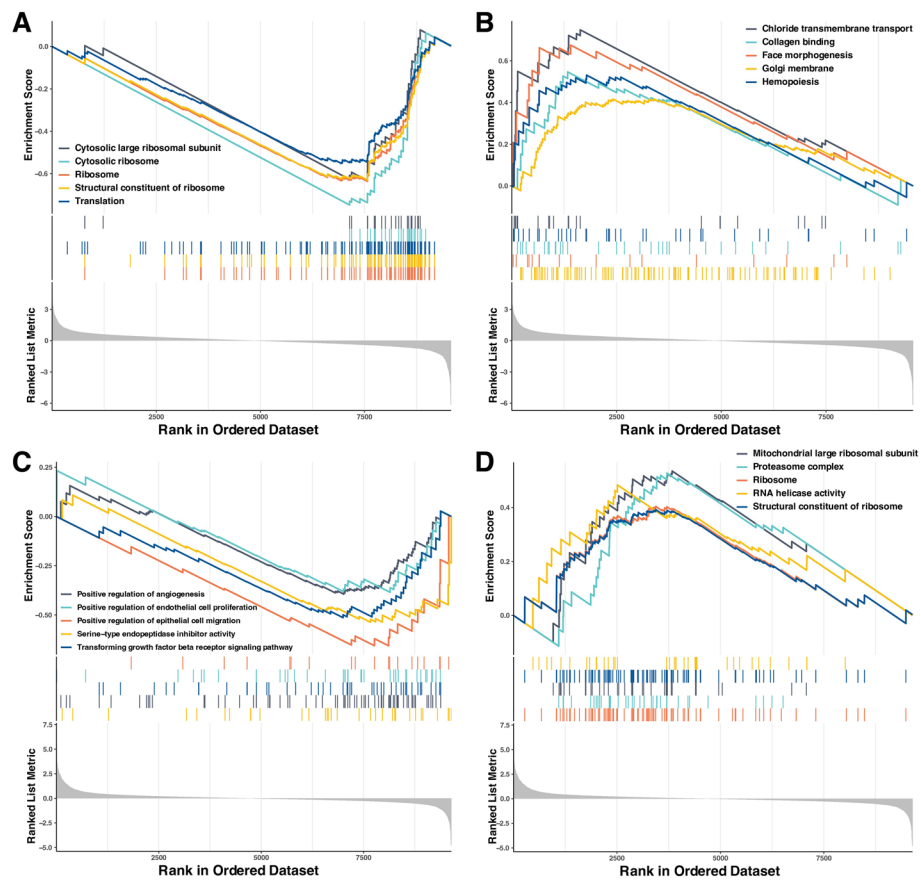 A
0.0
−0.2
−0.4
−0.6
Enrichment Score
Cytosolic large ribosomal subunit
Cytosolic ribosome
Ribosome
Structural constituent of ribosome
Translation
3
0
−3
−6
Ranked List Metric
2500
5000
7500
Rank in Ordered Dataset
B
Chloride transmembrane transport
Collagen binding
Face morphogenesis
Golgi membrane
Hemopoiesis
0.6
0.4
0.2
0.0
Enrichment Score
3
0
−3
−6
Ranked List Metric
2500
5000
7500
Rank in Ordered Dataset
C
0.25
0.00
−0.25
−0.50
Enrichment Score
Positive regulation of angiogenesis
Positive regulation of endothelial cell proliferation
Positive regulation of epithelial cell migration
Serine−type endopeptidase inhibitor activity
Transforming growth factor beta receptor signaling pathway
7.5
5.0
2.5
0.0
−2.5
−5.0
Ranked List Metric
2500
5000
7500
Rank in Ordered Dataset
D
Mitochondrial large ribosomal subunit
Proteasome complex
Ribosome
RNA helicase activity
Structural constituent of ribosome
0.4
0.2
0.0
Enrichment Score
7.5
5.0
2.5
0.0
−2.5
−5.0
Ranked List Metric
2500
5000
7500
Rank in Ordered Dataset